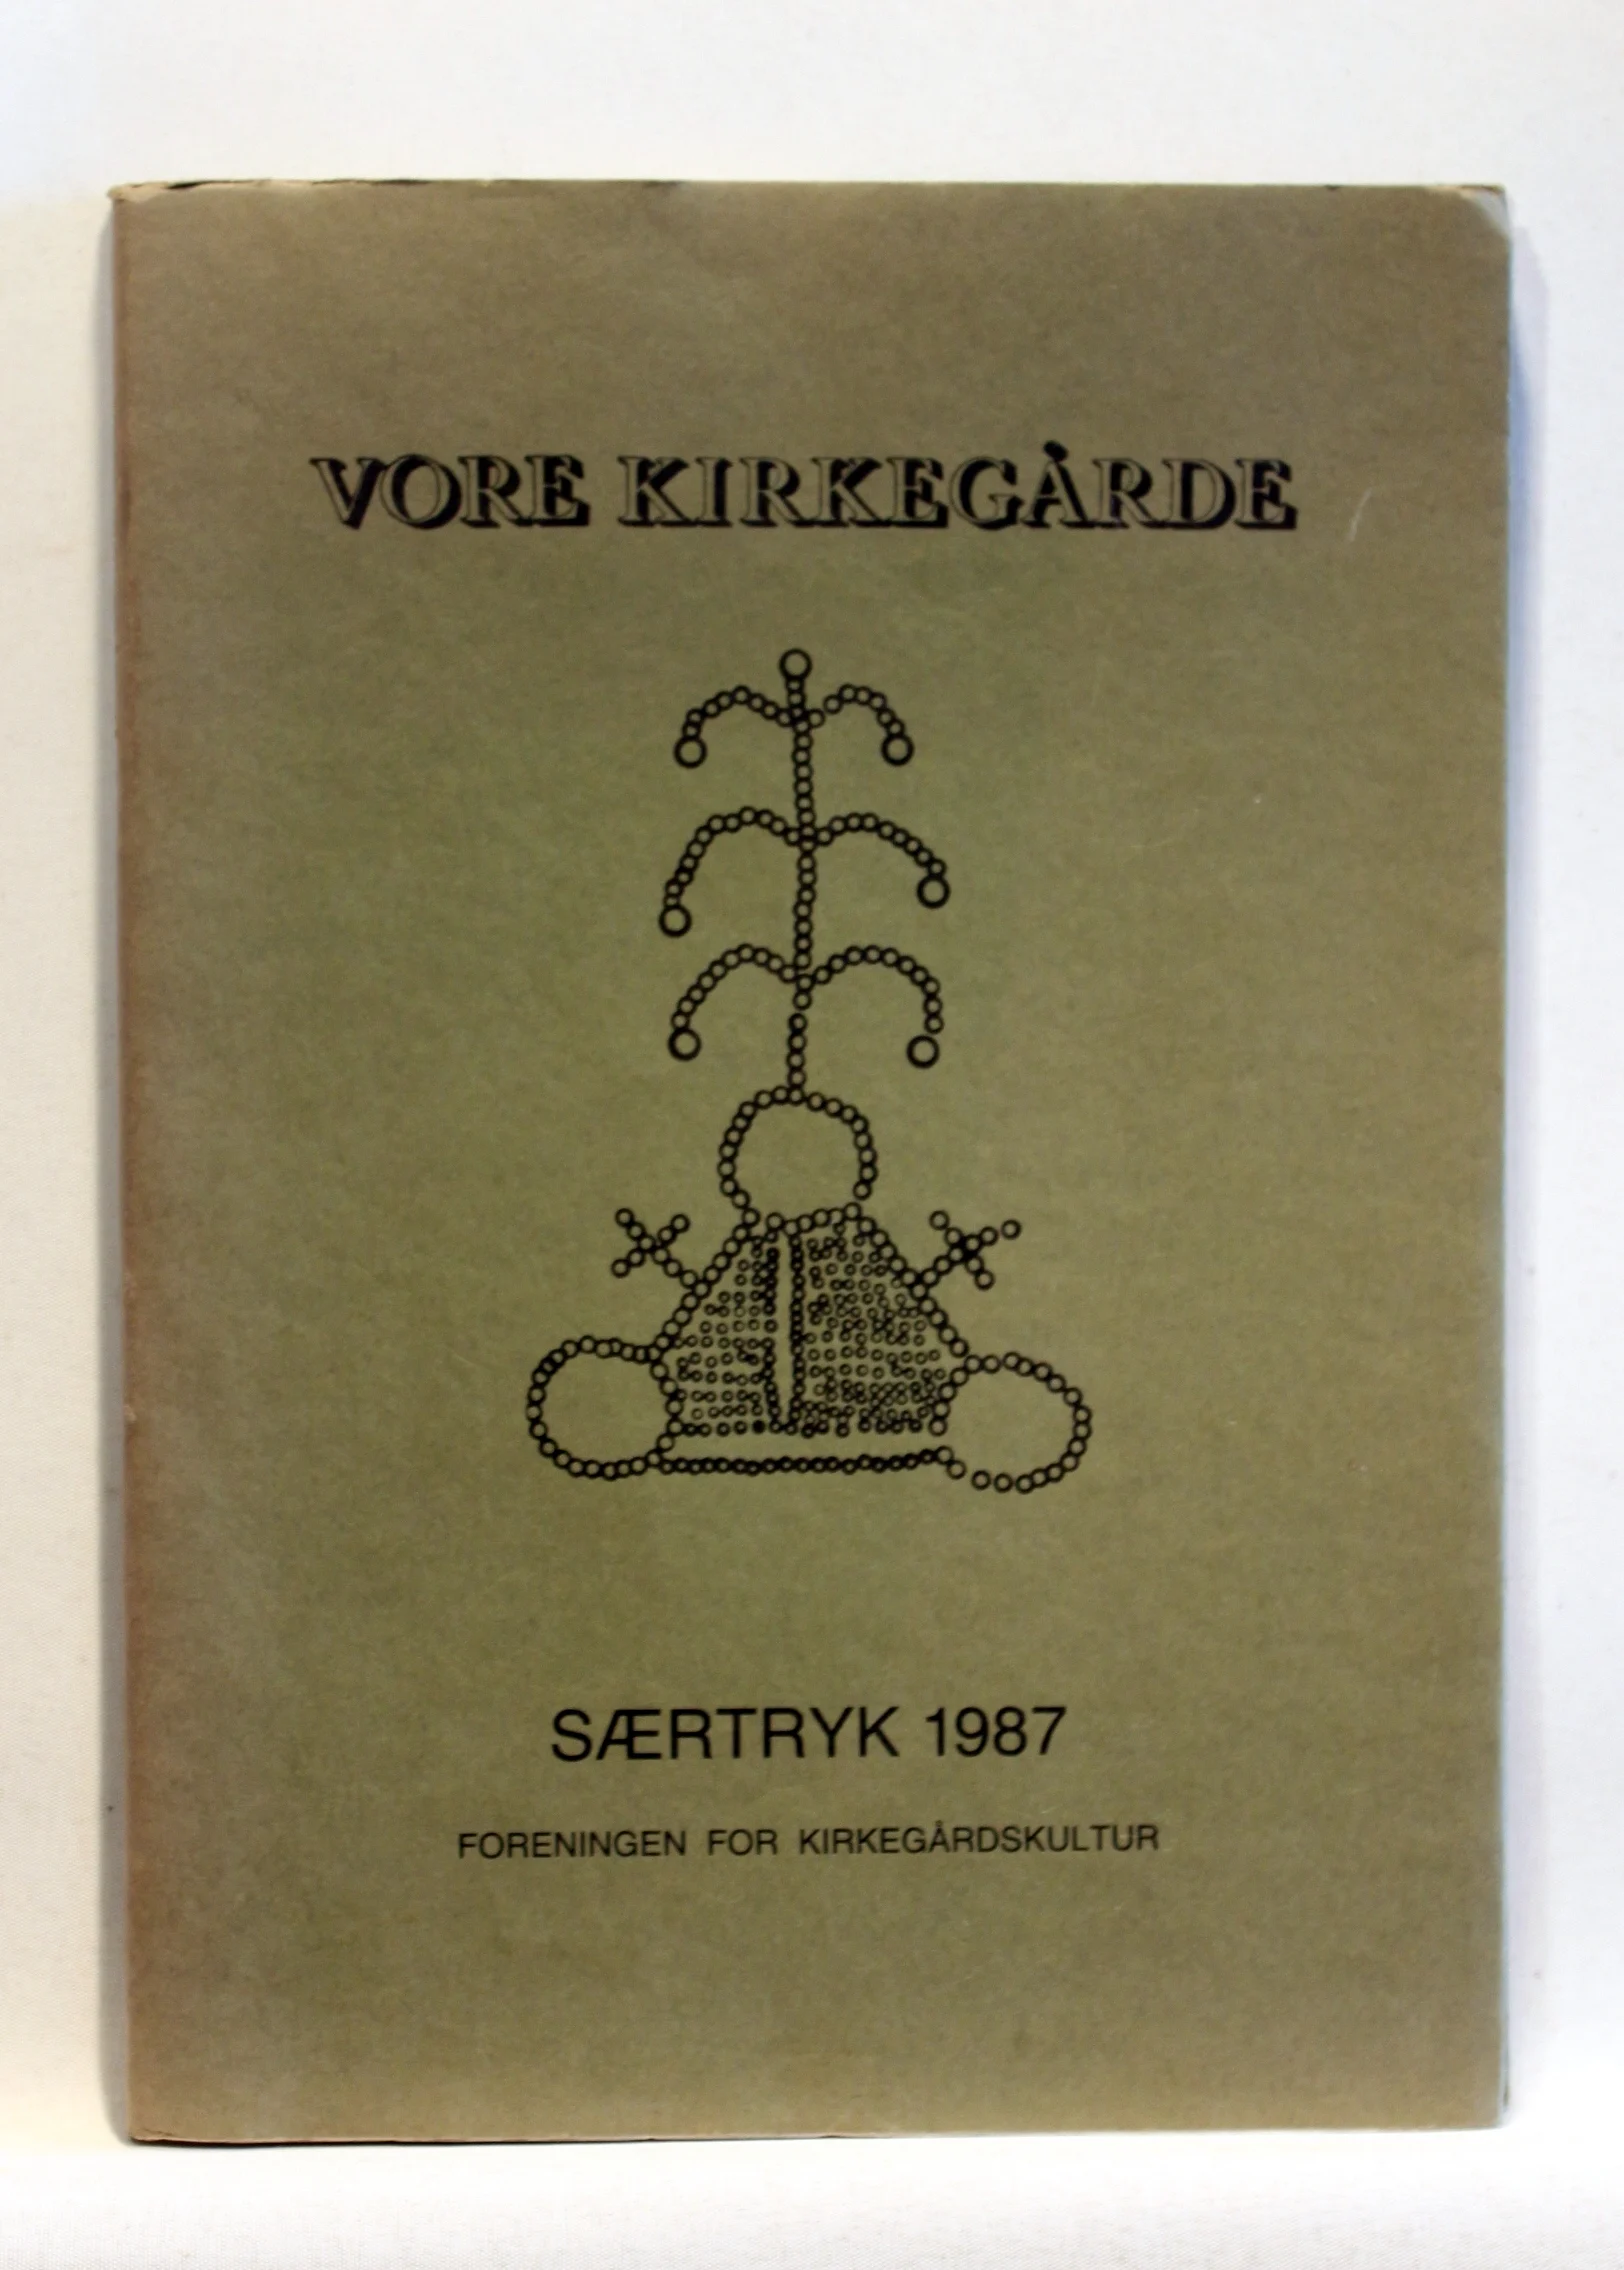 VORE KIRKEGÅRDE
SÆRTRYK 1987
FORENINGEN FOR KIRKEGÅRDSKULTUR